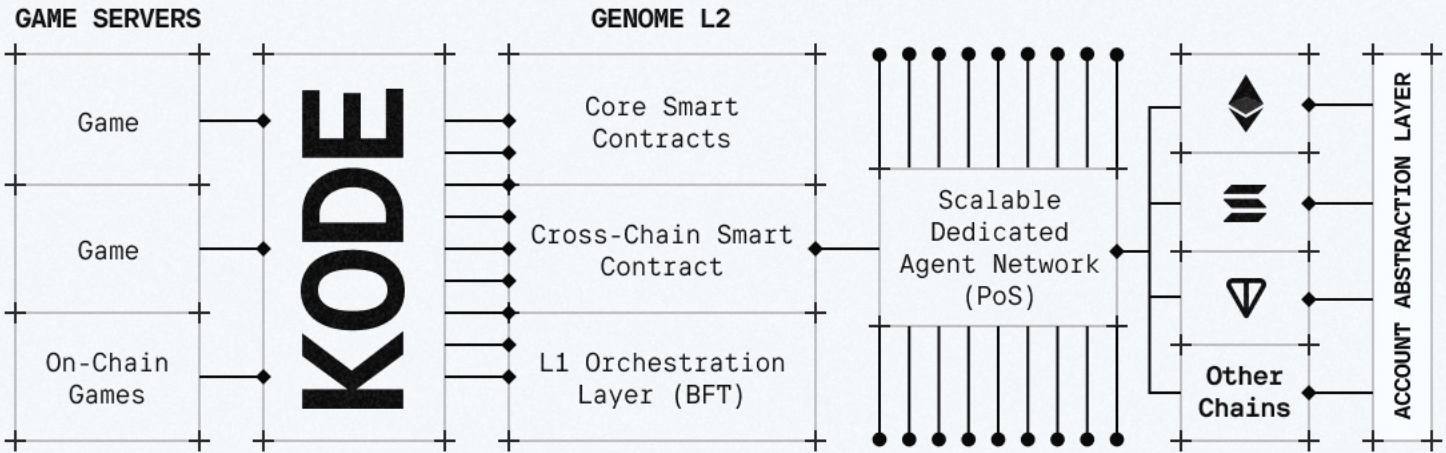 GAME SERVERS
Game
Game
On-Chain
Games
KODE
GENOME L2
Core Smart
Contracts
Cross-Chain Smart
Contract
L1 Orchestration
Layer (BFT)
Scalable
Dedicated
Agent Network
(PoS)
Other
Chains
ACCOUNT ABSTRACTION LAYER